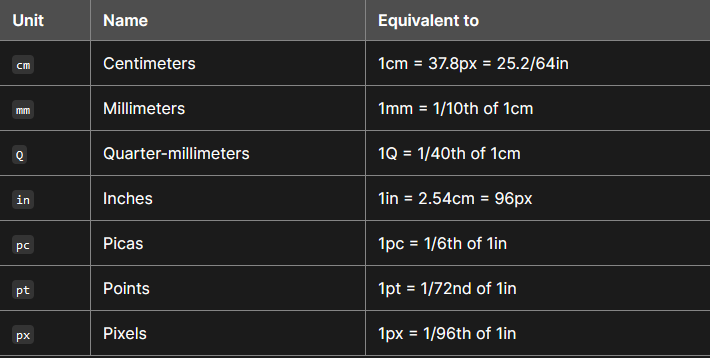 Unit Name Equivalent to
cm Centimeters 1cm = 37.8px = 25.2/64in
mm Millimeters 1mm = 1/10th of 1cm
Q Quarter-millimeters 1Q = 1/40th of 1cm
in Inches 1in = 2.54cm = 96px
pc Picas 1pc = 1/6th of 1in
pt Points 1pt = 1/72nd of 1in
px Pixels 1px = 1/96th of 1in